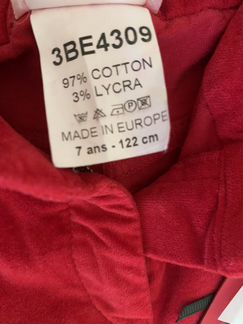 3BE4309
97% COTTON
3% LYCRA
P
MADE IN EUROPE
7 ans - 122 cm